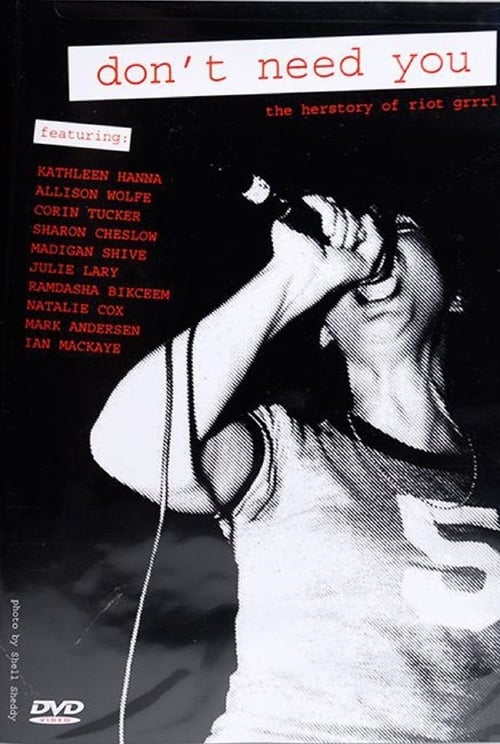 don't need you
the herstory of riot grrrl
featuring:
KATHLEEN HANNA
ALLISON WOLFE
CORIN TUCKER
SHARON CHESLOW
MADIGAN SHIVE
JULIE LARY
RAMDASHA BIKCEEM
NATALIE COX
MARK ANDERSEN
IAN MACKAYE
5
photo by Shell Sheddy
DVD
VIDEO